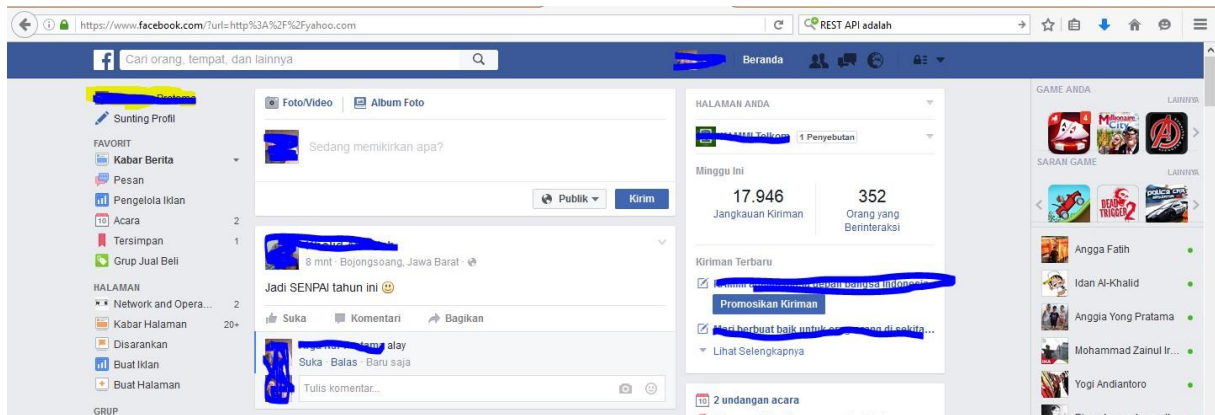 https://www.facebook.com/?url=http%3A%2F%2Fyahoo.com
REST API adalah
Cari orang, tempat, dan lainnya
Beranda
Sunting Profil
FAVORIT
Kabar Berita
Pesan
Pengelola Iklan
Acara 2
Tersimpan 1
Grup Jual Beli
HALAMAN
Network and Opera... 2
Kabar Halaman 20+
Disarankan
Buat Iklan
Buat Halaman
GRUP
Foto/Video
Album Foto
Sedang memikirkan apa?
Publik
Kirim
8 mnt · Bojongsoang, Jawa Barat ·
Jadi SENPAI tahun ini
Suka Komentari Bagikan
alay
Suka · Balas · Baru saja
Tulis komentar...
HALAMAN ANDA
1 Penyebutan
Minggu Ini
17.946
Jangkauan Kiriman
352
Orang yang
Berinteraksi
Kiriman Terbaru
Promosikan Kiriman
Lihat Selengkapnya
10 2 undangan acara
GAME ANDA
LAINNYA
Millionaire
City
SARAN GAME
LAINNYA
DEAD
TRIGGER 2
Angga Fatih
Idan Al-Khalid
Anggia Yong Pratama
Mohammad Zainul Ir...
Yogi Andiantoro